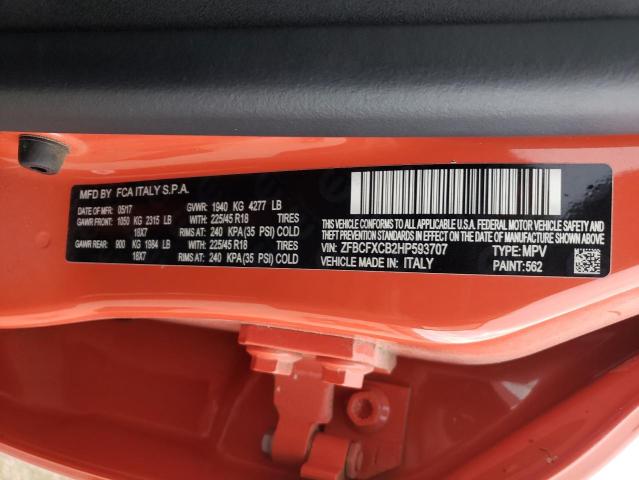 MFD BY FCA ITALY S.P.A.
DATE: 05/17 GVWR: 1940 KG 4277 LB
GAWR FRONT: 1050 KG 2315 LB WITH: 225/45 R18 TIRES
18X7 RIMS AT: 240 KPA(35 PSI) COLD
GAWR REAR: 900 KG 1984 LB WITH: 225/45 R18 TIRES
18X7 RIMS AT: 240 KPA(35 PSI) COLD
THIS VEHICLE CONFORMS TO ALL APPLICABLE U.S.A. FEDERAL MOTOR VEHICLE SAFETY, BUMPER, AND
THEFT PREVENTION STANDARDS IN EFFECT ON THE DATE OF MANUFACTURE SHOWN ABOVE.
VIN: ZFBCFXCB2HP593707 TYPE: MPV
VEHICLE MADE IN: ITALY PAINT: 562